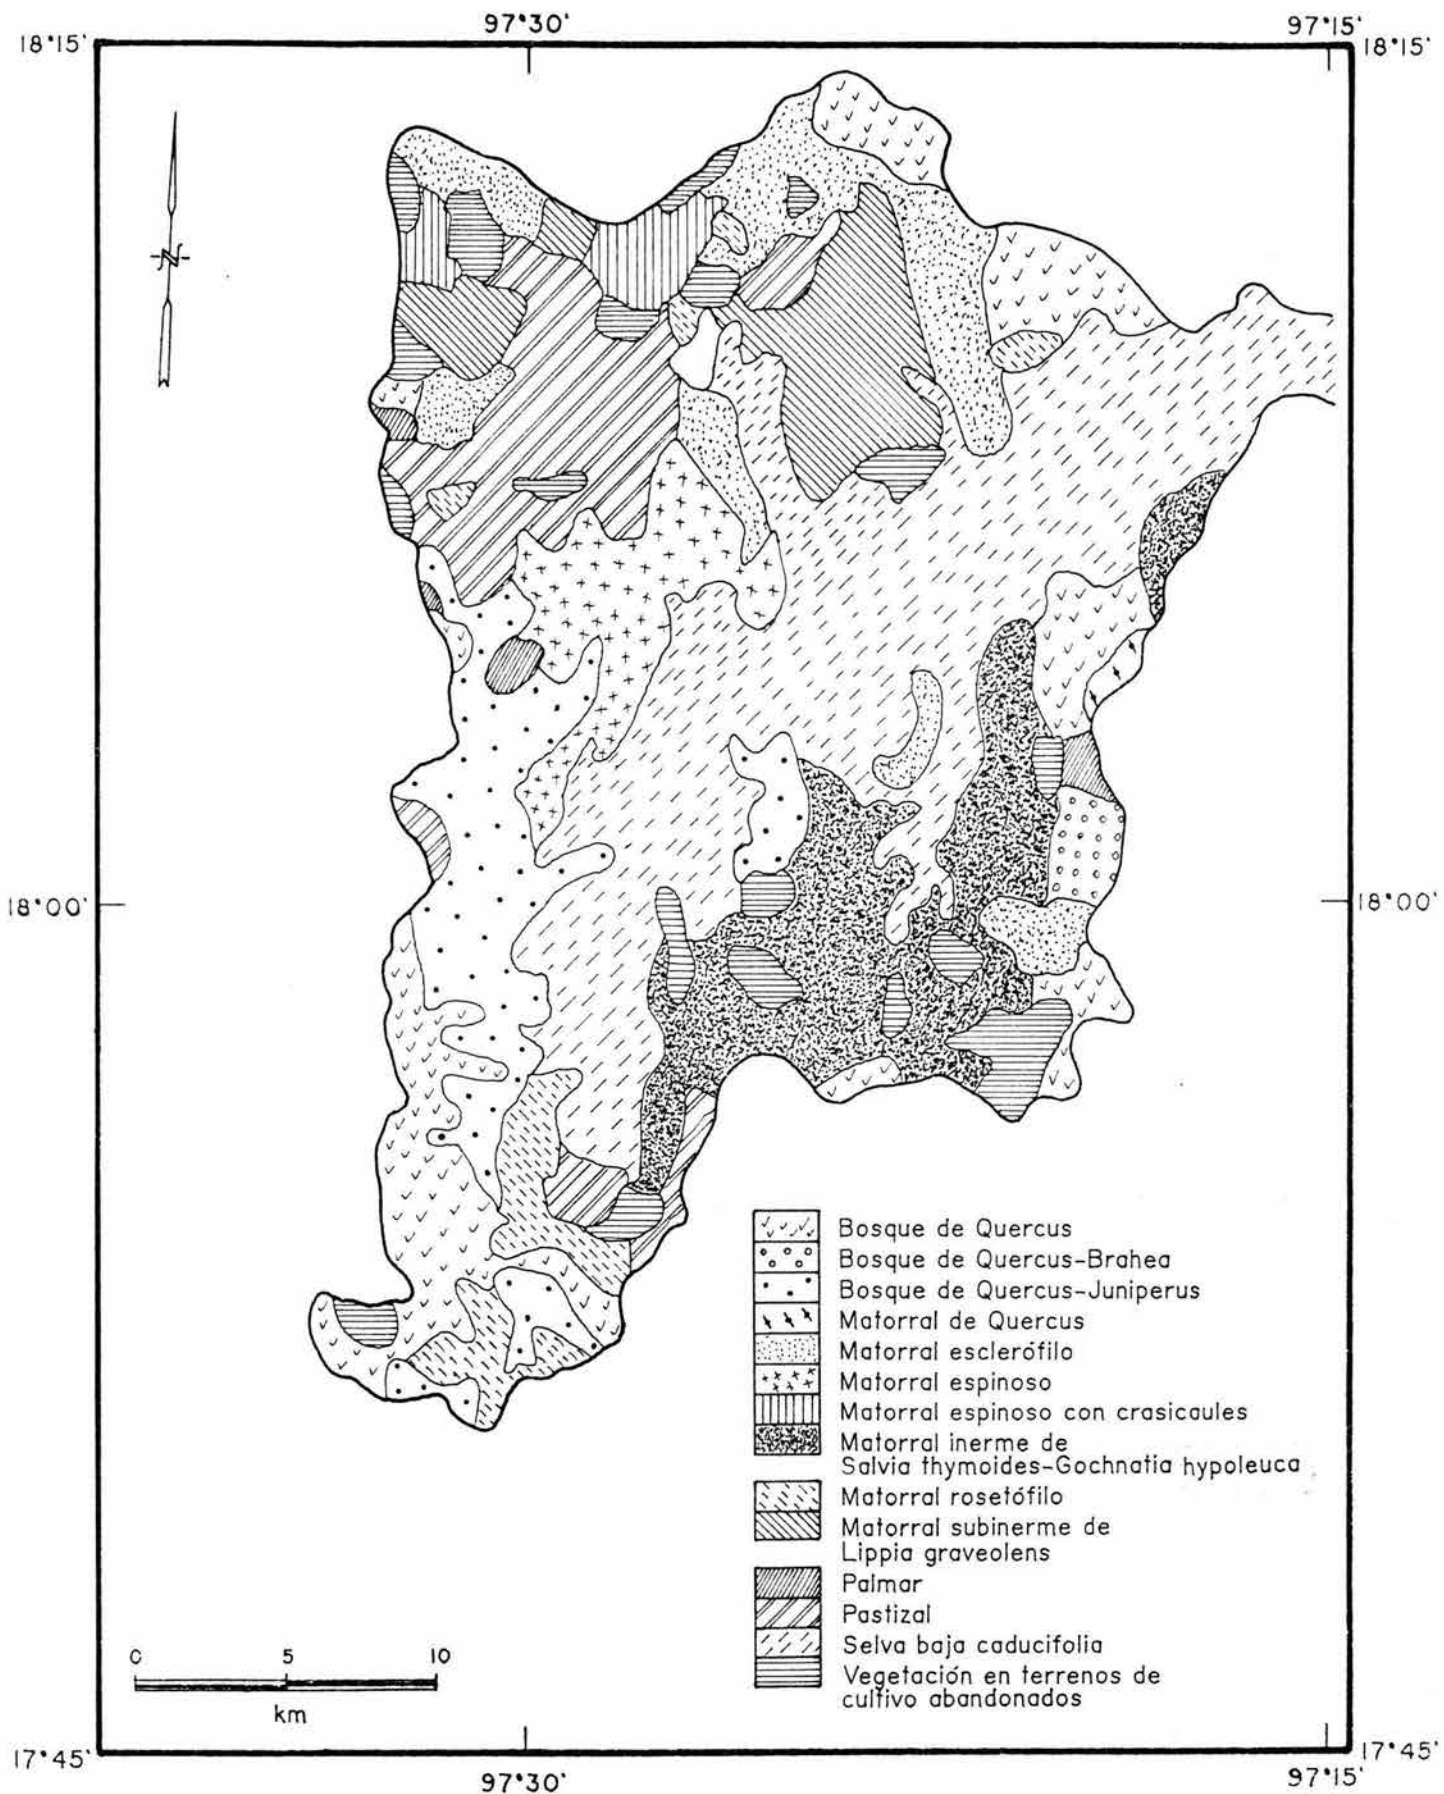 97°30'
97°15'
18°15'
18°15'
N
18°00'
18°00'
Bosque de Quercus
Bosque de Quercus-Brahea
Bosque de Quercus-Juniperus
Matorral de Quercus
Matorral esclerófilo
Matorral espinoso
Matorral espinoso con crasicaules
Matorral inerme de
Salvia thymoides-Gochnatia hypoleuca
Matorral rosetófilo
Matorral subinerme de
Lippia graveolens
Palmar
Pastizal
Selva baja caducifolia
Vegetación en terrenos de
cultivo abandonados
0 5 10
km
17°45'
17°45'
97°30'
97°15'